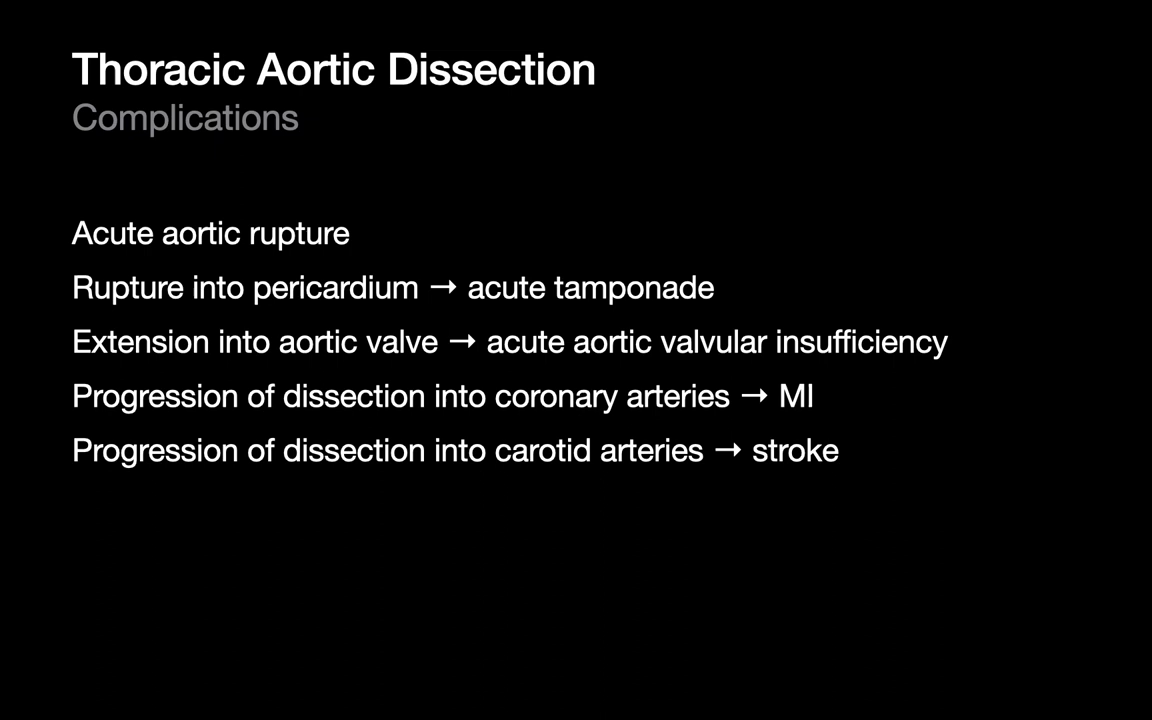 Thoracic Aortic Dissection
Complications
Acute aortic rupture
Rupture into pericardium → acute tamponade
Extension into aortic valve → acute aortic valvular insufficiency
Progression of dissection into coronary arteries → MI
Progression of dissection into carotid arteries → stroke